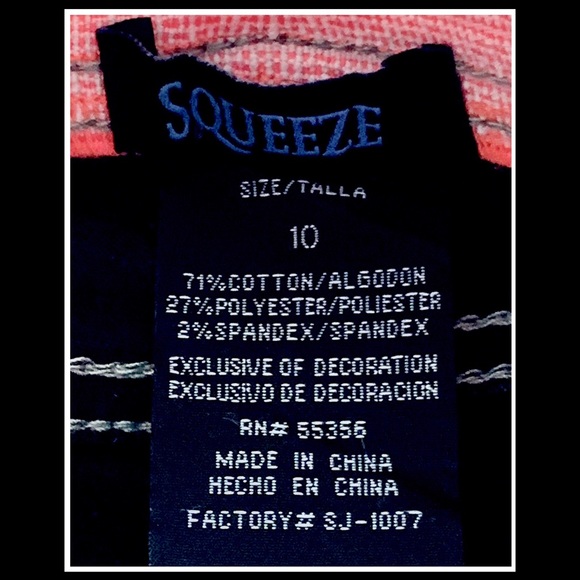 SQUEEZE
SIZE/TALLA
10
71%COTTON/ALGODON
27%POLYESTER/POLIESTER
2%SPANDEX/SPANDEX
EXCLUSIVE OF DECORATION
EXCLUSIVO DE DECORACION
RN# 55356
MADE IN CHINA
HECHO EN CHINA
FACTORY# SJ-1007